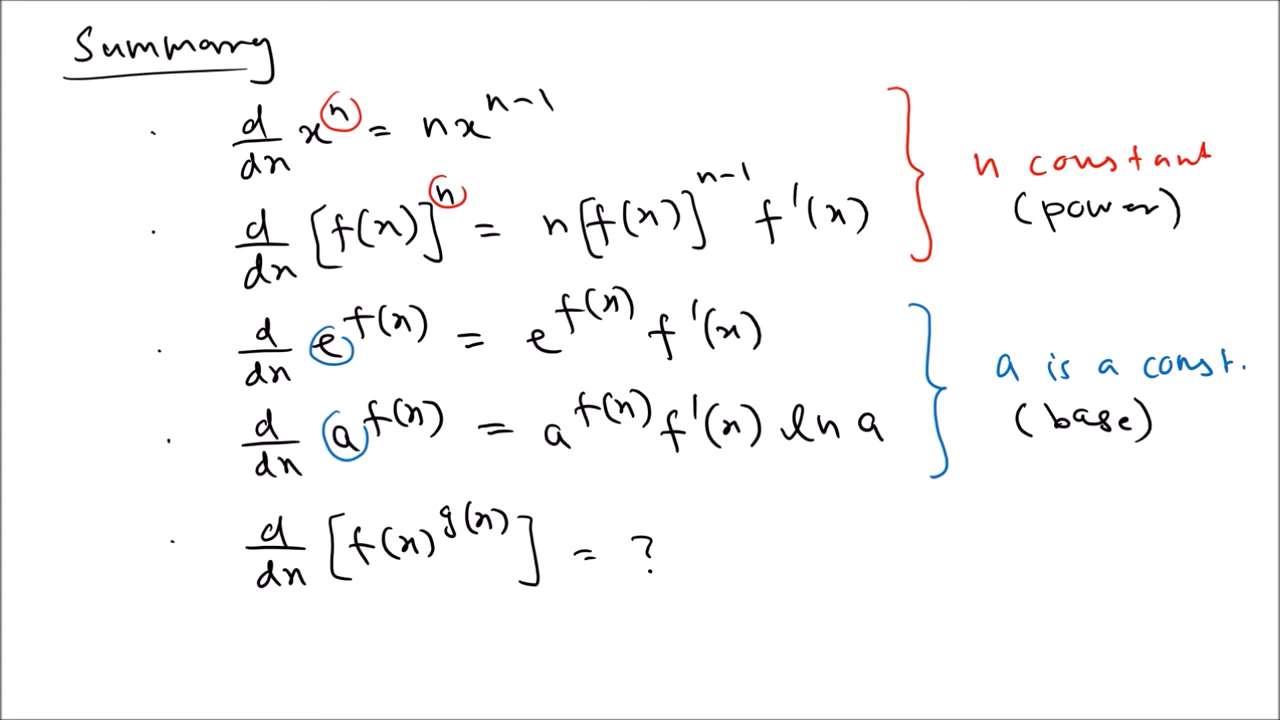 Summary
d/dx x^n = nx^(n-1)
d/dx [f(x)]^n = n[f(x)]^(n-1) f'(x)
n constant
(power)
d/dx e^(f(x)) = e^(f(x)) f'(x)
d/dx a^(f(x)) = a^(f(x)) f'(x) ln a
a is a const.
(base)
d/dx [f(x)^(g(x))] = ?